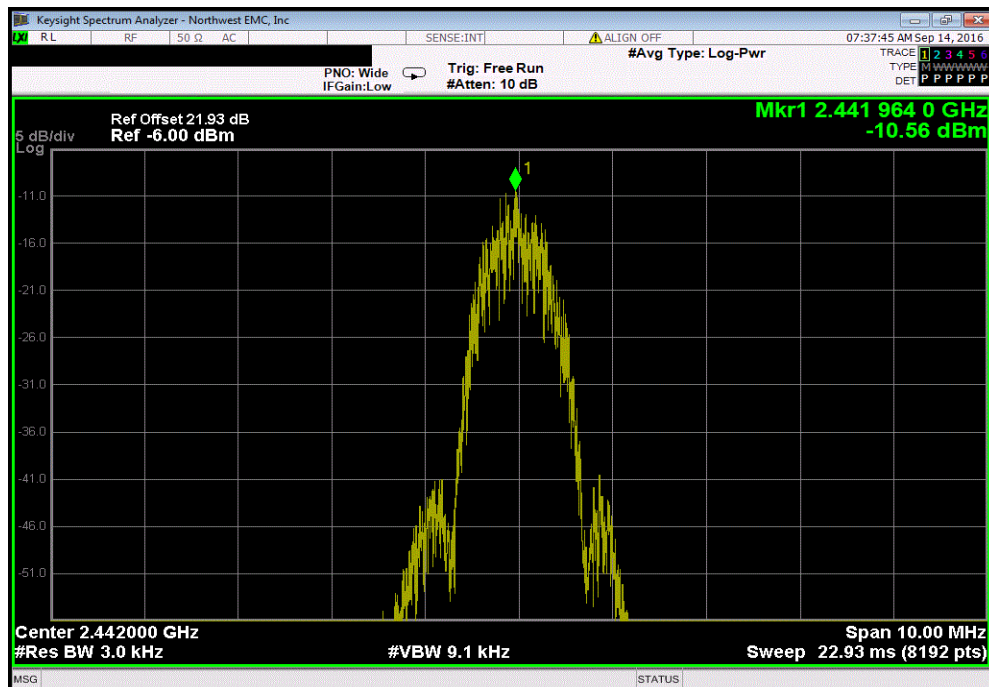 Keysight Spectrum Analyzer - Northwest EMC, Inc
LXI RL RF 50 Ω AC SENSE:INT ALIGN OFF 07:37:45 AM Sep 14, 2016
#Avg Type: Log-Pwr TRACE 1 2 3 4 5 6
PNO: Wide Trig: Free Run TYPE M WWWWW
IFGain:Low #Atten: 10 dB DET P P P P P P
Mkr1 2.441 964 0 GHz
-10.56 dBm
Ref Offset 21.93 dB
5 dB/div Ref -6.00 dBm
Log
1
-11.0
-16.0
-21.0
-26.0
-31.0
-36.0
-41.0
-46.0
-51.0
Center 2.442000 GHz Span 10.00 MHz
#Res BW 3.0 kHz #VBW 9.1 kHz Sweep 22.93 ms (8192 pts)
MSG STATUS